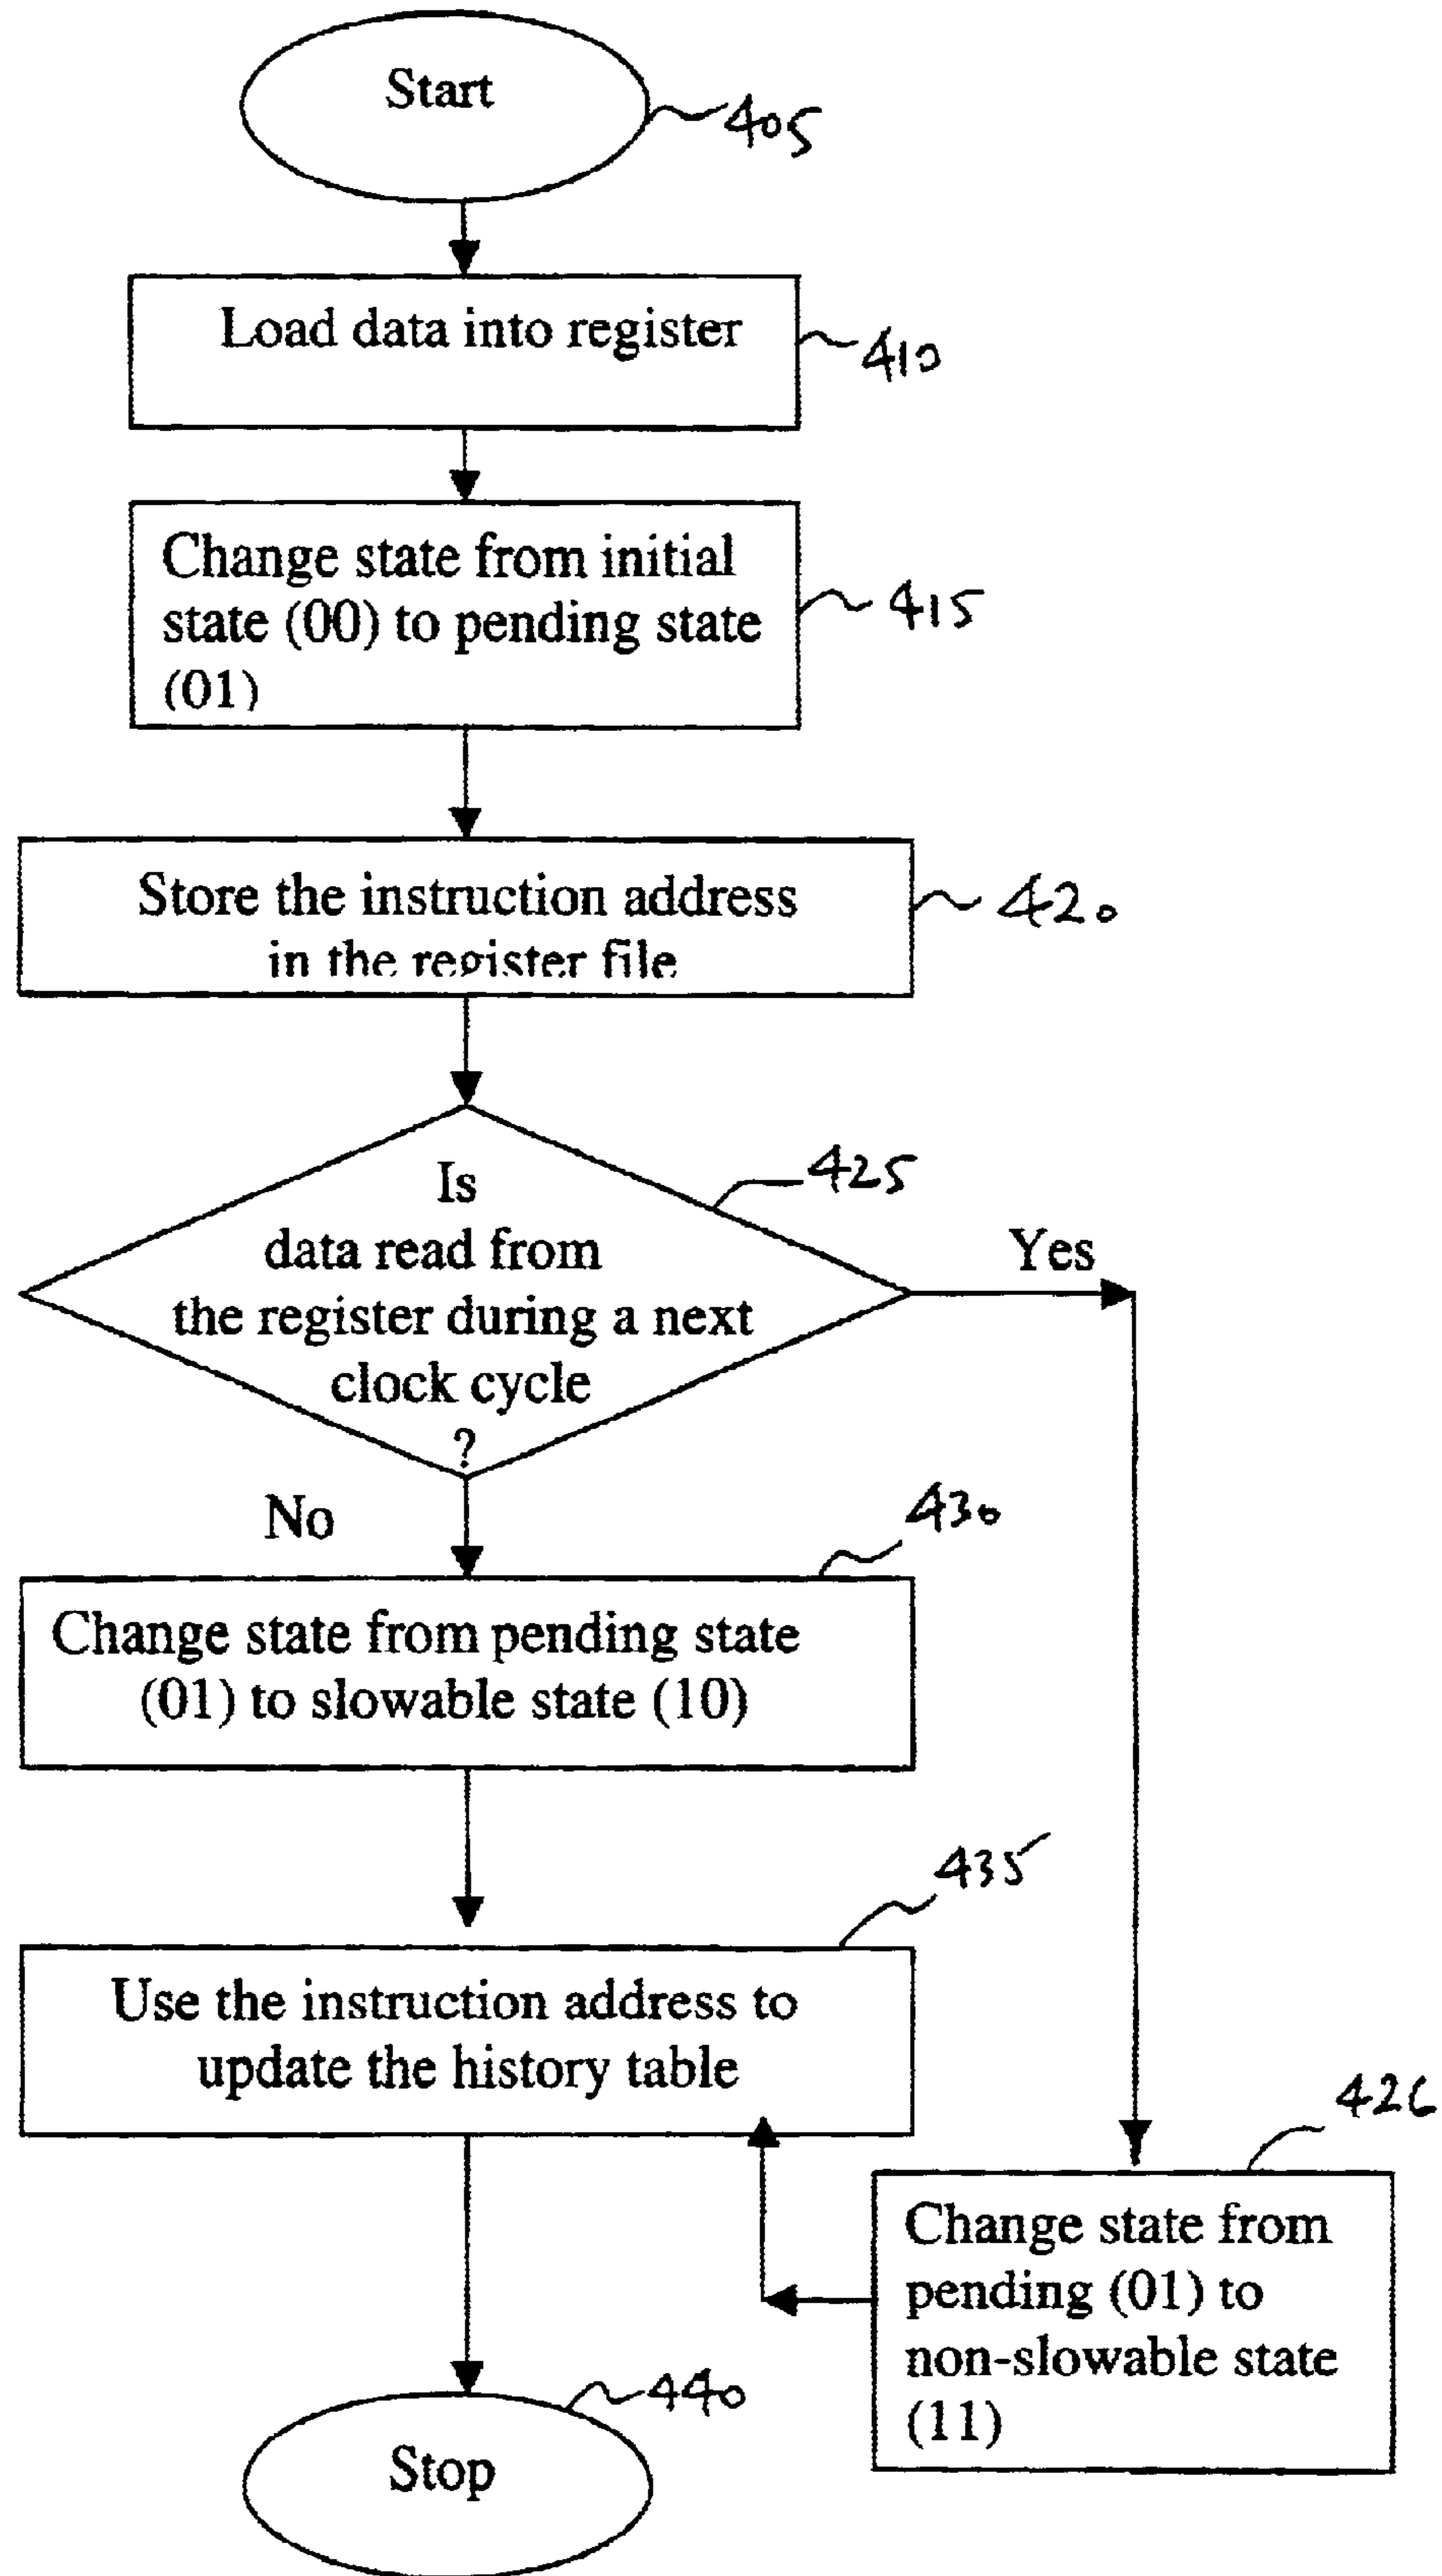 Start
405
Load data into register
410
Change state from initial
state (00) to pending state
(01)
415
Store the instruction address
in the register file
420
Is
data read from
the register during a next
clock cycle
?
425
Yes
No
430
Change state from pending state
(01) to slowable state (10)
435
Use the instruction address to
update the history table
426
Change state from
pending (01) to
non-slowable state
(11)
440
Stop